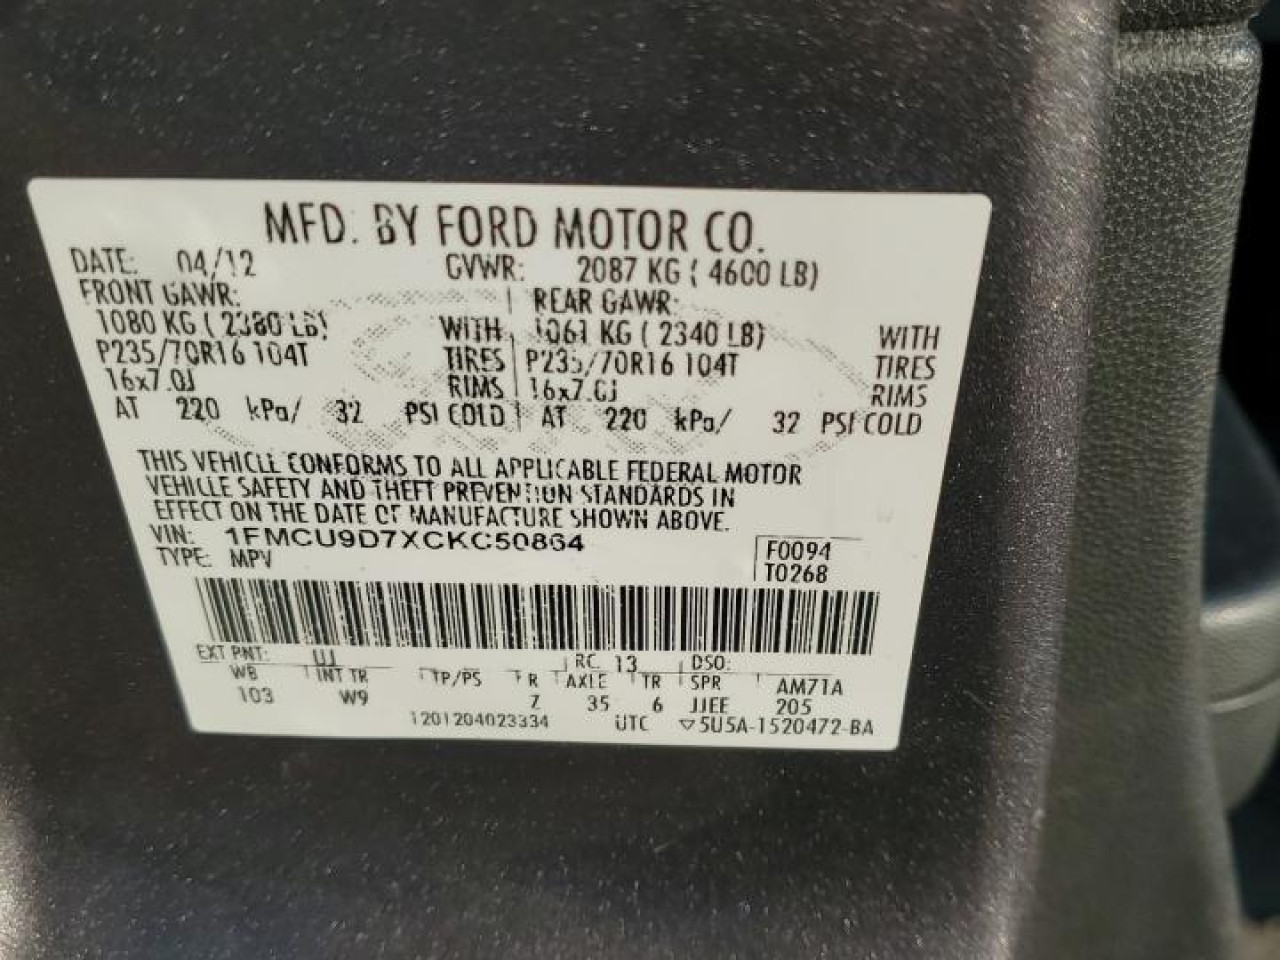 MFD. BY FORD MOTOR CO.
DATE: 04/12 GVWR: 2087 KG ( 4600 LB)
FRONT GAWR: REAR GAWR:
1080 KG ( 2380 LB) WITH 1061 KG ( 2340 LB) WITH
P235/70R16 104T TIRES P235/70R16 104T TIRES
16x7.0J RIMS 16x7.0J RIMS
AT 220 kPa/ 32 PSI COLD AT 220 kPa/ 32 PSI COLD
THIS VEHICLE CONFORMS TO ALL APPLICABLE FEDERAL MOTOR
VEHICLE SAFETY AND THEFT PREVENTION STANDARDS IN
EFFECT ON THE DATE OF MANUFACTURE SHOWN ABOVE.
VIN: 1FMCU9D7XCKC50864
TYPE: MPV
F0094
T0268
EXT PNT: UJ RC: 13 DSO:
WB INT TR TP/PS R AXLE TR SPR AM71A
103 W9 7 35 6 JJEE 205
1201204023334 UTC ▽5U5A-1520472-BA